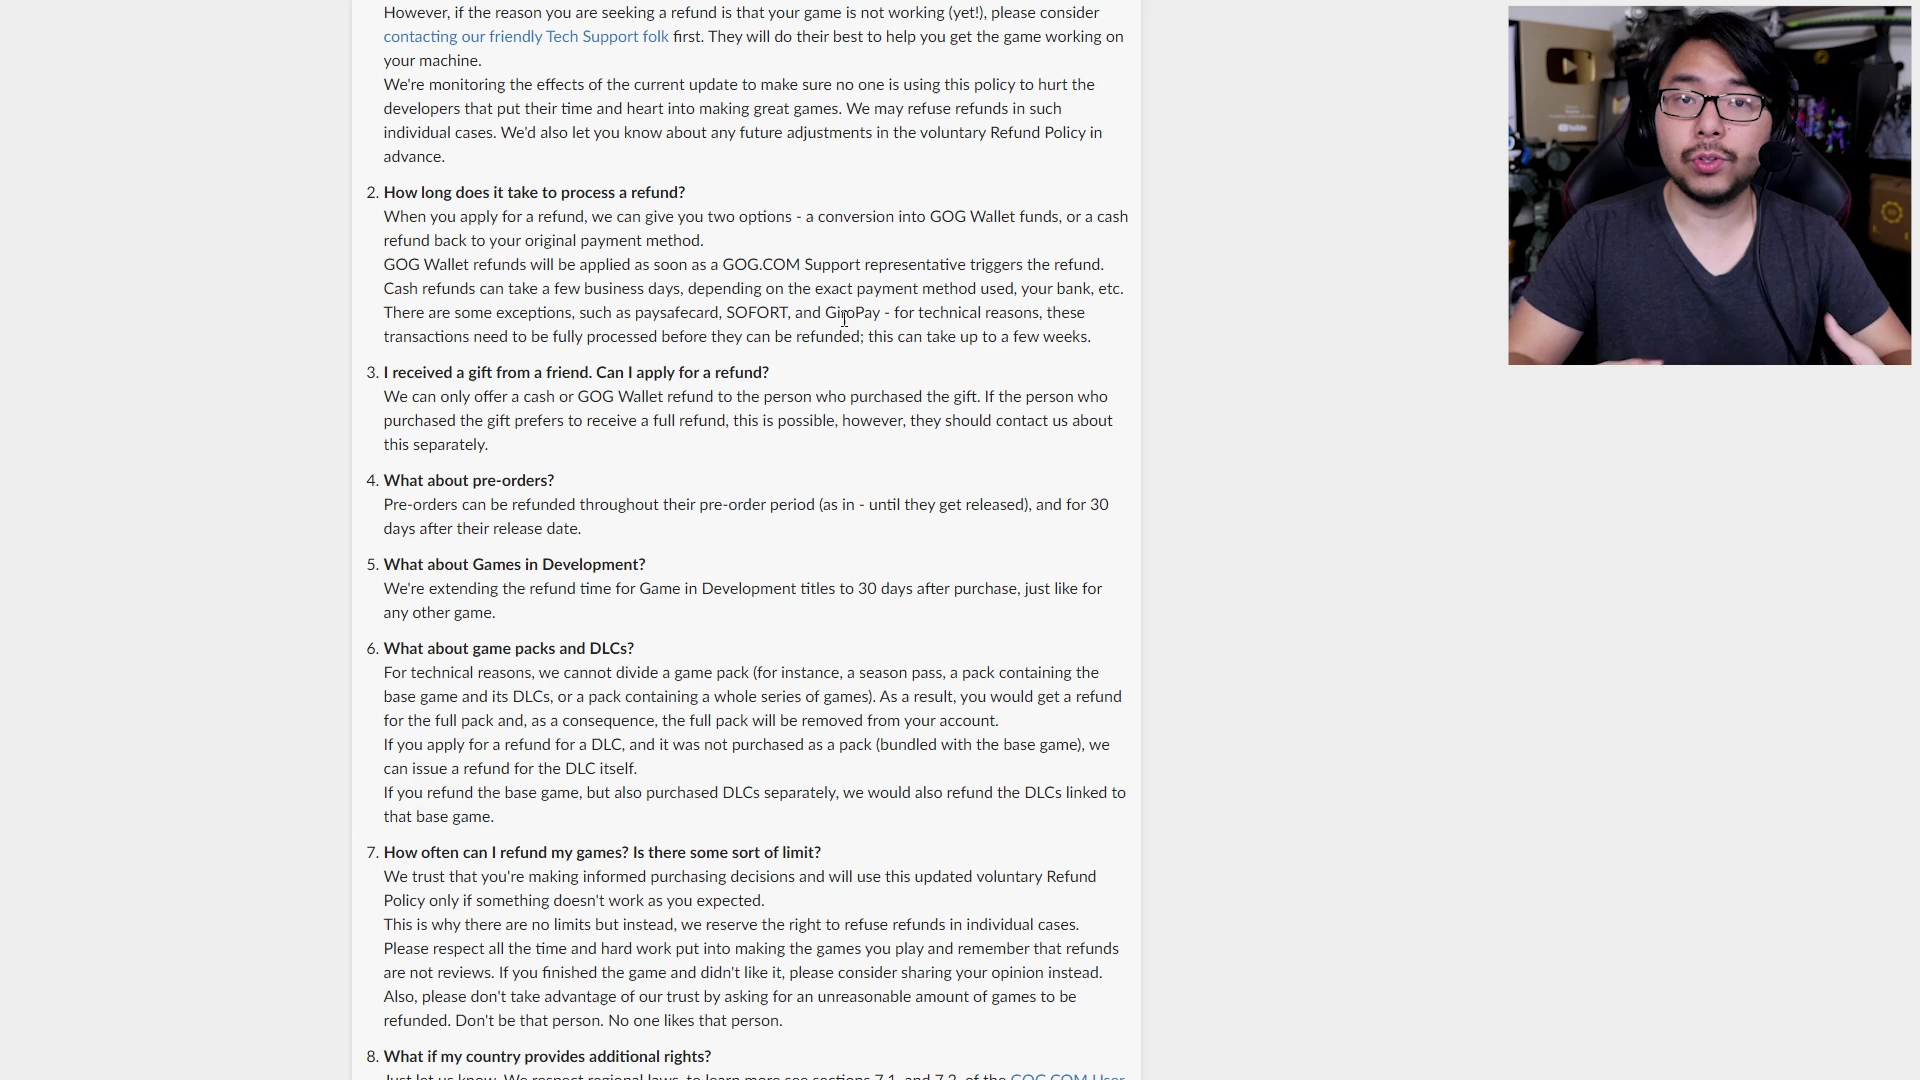 However, if the reason you are seeking a refund is that your game is not working (yet!), please consider
contacting our friendly Tech Support folk first. They will do their best to help you get the game working on
your machine.
We're monitoring the effects of the current update to make sure no one is using this policy to hurt the
developers that put their time and heart into making great games. We may refuse refunds in such
individual cases. We'd also let you know about any future adjustments in the voluntary Refund Policy in
advance.
2. How long does it take to process a refund?
When you apply for a refund, we can give you two options - a conversion into GOG Wallet funds, or a cash
refund back to your original payment method.
GOG Wallet refunds will be applied as soon as a GOG.COM Support representative triggers the refund.
Cash refunds can take a few business days, depending on the exact payment method used, your bank, etc.
There are some exceptions, such as paysafecard, SOFORT, and GiroPay - for technical reasons, these
transactions need to be fully processed before they can be refunded; this can take up to a few weeks.
3. I received a gift from a friend. Can I apply for a refund?
We can only offer a cash or GOG Wallet refund to the person who purchased the gift. If the person who
purchased the gift prefers to receive a full refund, this is possible, however, they should contact us about
this separately.
4. What about pre-orders?
Pre-orders can be refunded throughout their pre-order period (as in - until they get released), and for 30
days after their release date.
5. What about Games in Development?
We're extending the refund time for Game in Development titles to 30 days after purchase, just like for
any other game.
6. What about game packs and DLCs?
For technical reasons, we cannot divide a game pack (for instance, a season pass, a pack containing the
base game and its DLCs, or a pack containing a whole series of games). As a result, you would get a refund
for the full pack and, as a consequence, the full pack will be removed from your account.
If you apply for a refund for a DLC, and it was not purchased as a pack (bundled with the base game), we
can issue a refund for the DLC itself.
If you refund the base game, but also purchased DLCs separately, we would also refund the DLCs linked to
that base game.
7. How often can I refund my games? Is there some sort of limit?
We trust that you're making informed purchasing decisions and will use this updated voluntary Refund
Policy only if something doesn't work as you expected.
This is why there are no limits but instead, we reserve the right to refuse refunds in individual cases.
Please respect all the time and hard work put into making the games you play and remember that refunds
are not reviews. If you finished the game and didn't like it, please consider sharing your opinion instead.
Also, please don't take advantage of our trust by asking for an unreasonable amount of games to be
refunded. Don't be that person. No one likes that person.
8. What if my country provides additional rights?
Just let us know. We respect regional laws, to learn more see sections 7.1. and 7.2. of the GOG.COM User